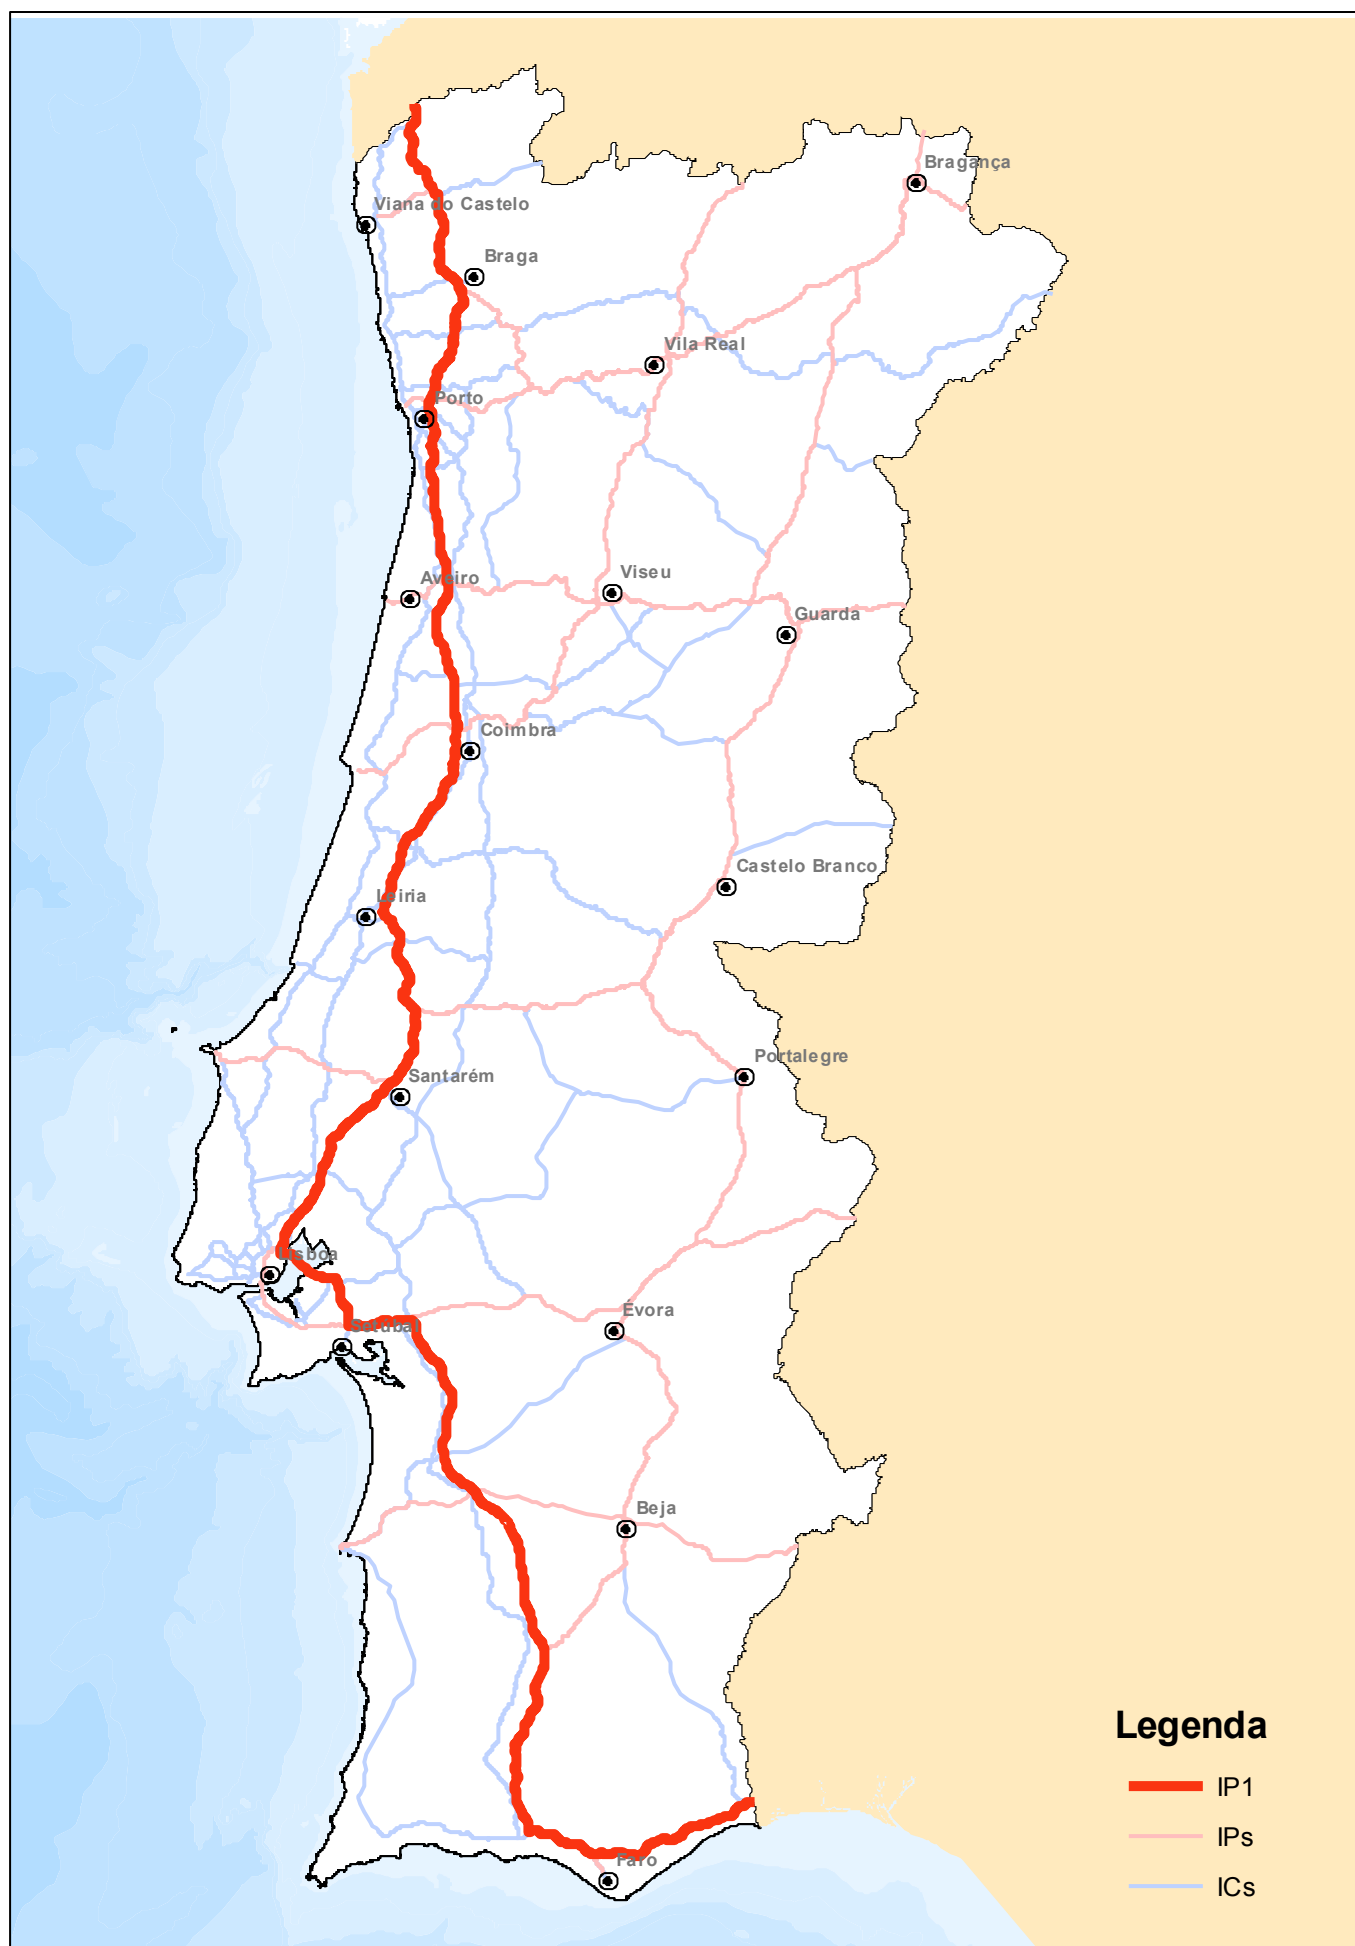 Bragança
Viana do Castelo
Braga
Vila Real
Porto
Viseu
Aveiro
Guarda
Coimbra
Castelo Branco
Leiria
Portalegre
Santarém
Lisboa
Évora
Setúbal
Beja
Faro
Legenda
IP1
IPs
ICs